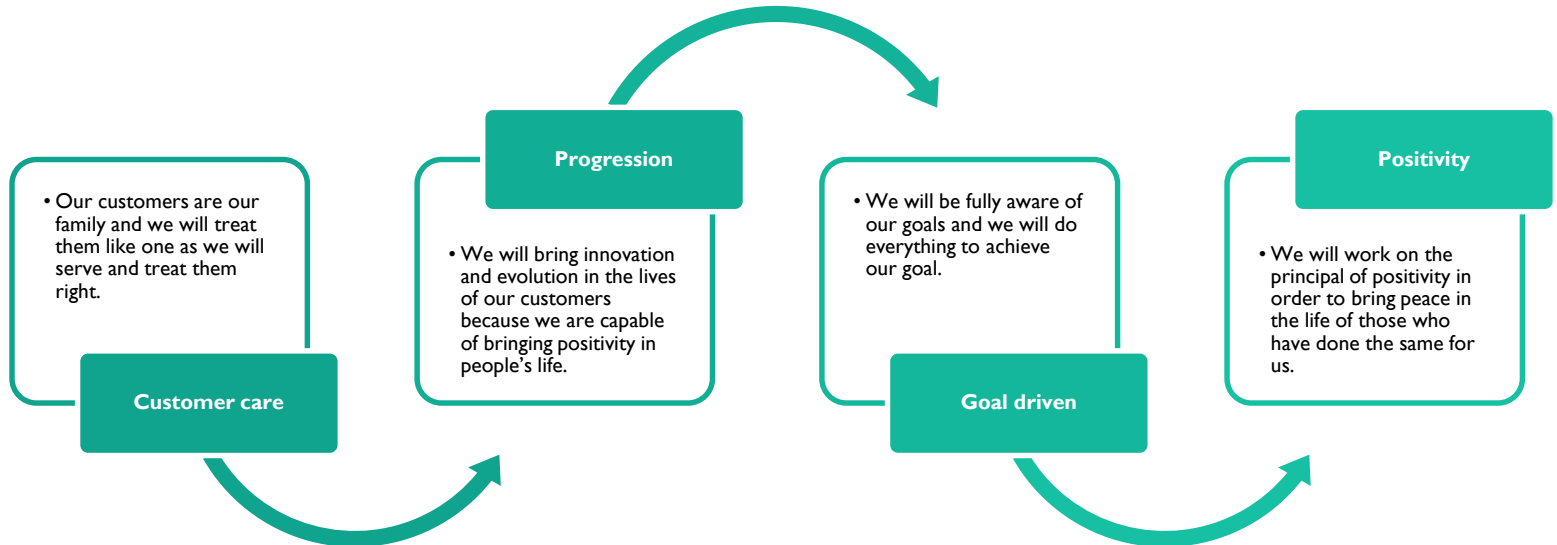 • Our customers are our
family and we will treat
them like one as we will
serve and treat them
right.
Customer care
Progression
• We will bring innovation
and evolution in the lives
of our customers
because we are capable
of bringing positivity in
people’s life.
• We will be fully aware of
our goals and we will do
everything to achieve
our goal.
Goal driven
Positivity
• We will work on the
principal of positivity in
order to bring peace in
the life of those who
have done the same for
us.